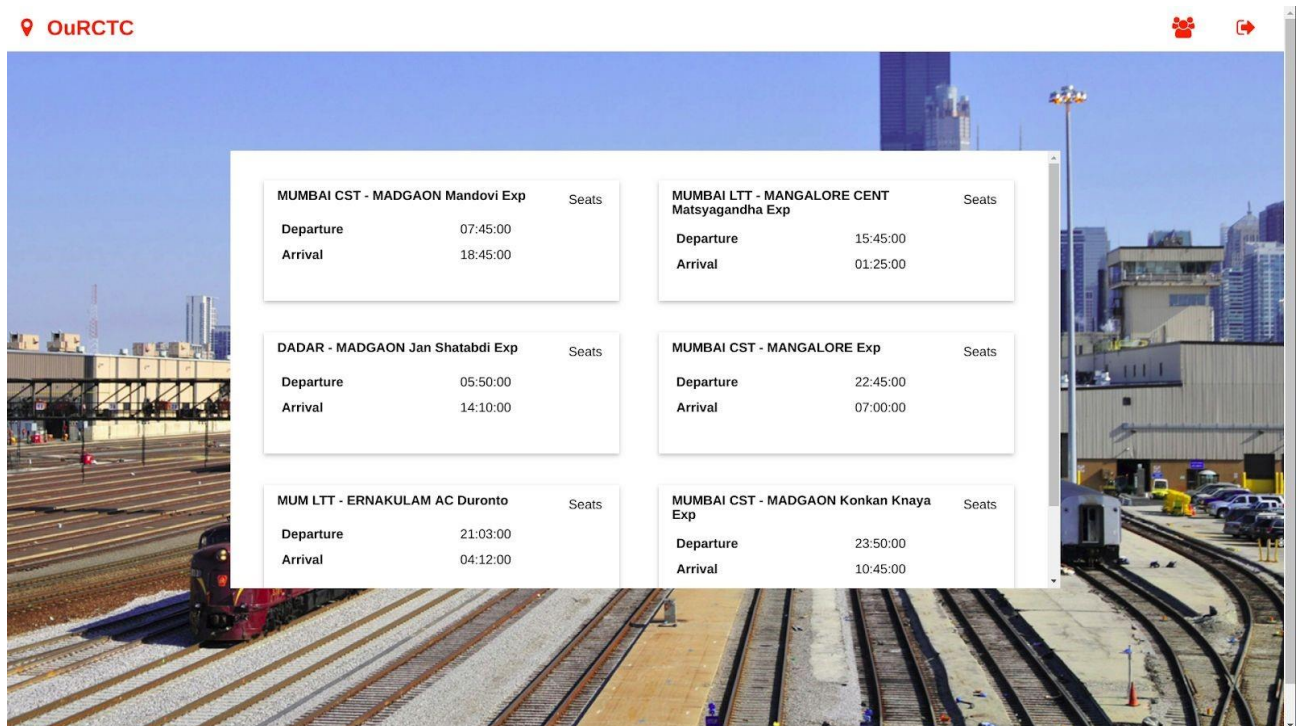 OuRCTC
MUMBAI CST - MADGAON Mandovi Exp
Seats
Departure 07:45:00
Arrival 18:45:00
MUMBAI LTT - MANGALORE CENT
Matsyagandha Exp
Seats
Departure 15:45:00
Arrival 01:25:00
DADAR - MADGAON Jan Shatabdi Exp
Seats
Departure 05:50:00
Arrival 14:10:00
MUMBAI CST - MANGALORE Exp
Seats
Departure 22:45:00
Arrival 07:00:00
MUM LTT - ERNAKULAM AC Duronto
Seats
Departure 21:03:00
Arrival 04:12:00
MUMBAI CST - MADGAON Konkan Knaya
Exp
Seats
Departure 23:50:00
Arrival 10:45:00